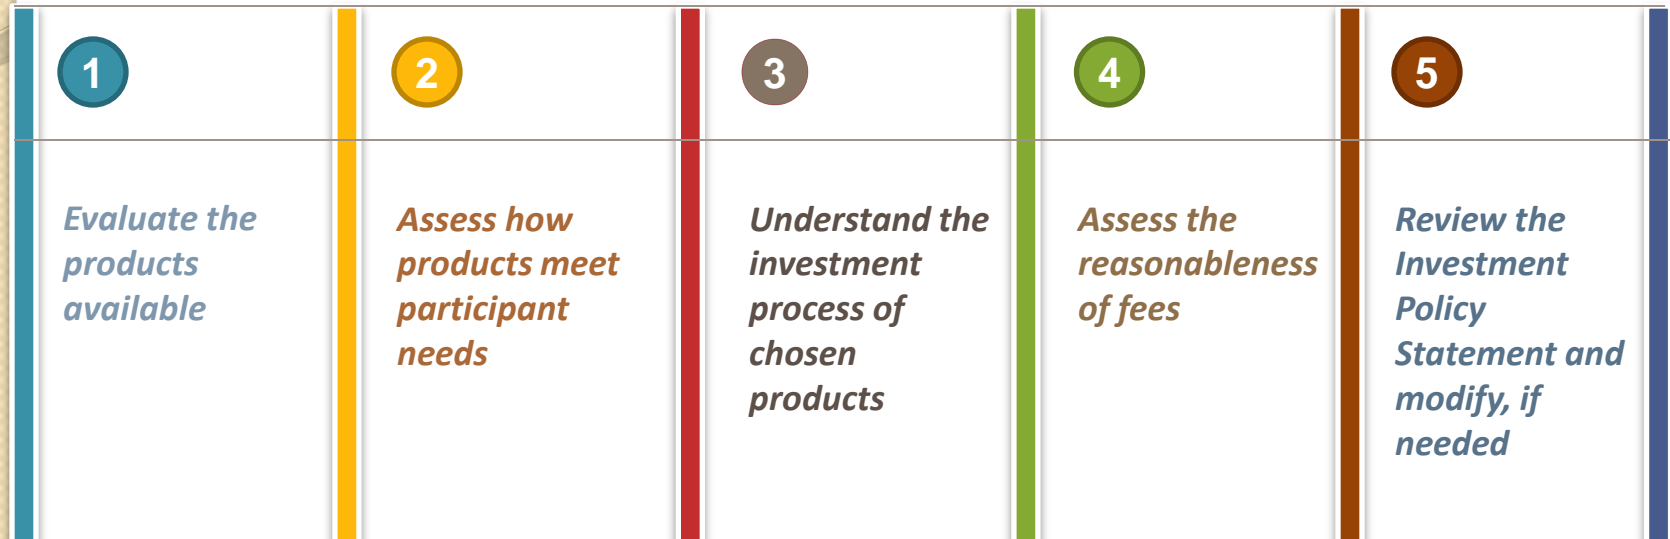 1
Evaluate the
products
available
2
Assess how
products meet
participant
needs
3
Understand the
investment
process of
chosen
products
4
Assess the
reasonableness
of fees
5
Review the
Investment
Policy
Statement and
modify, if
needed